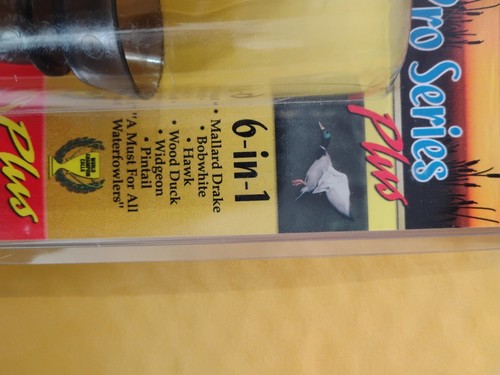 Pro Series
Plus
6-in-1
• Mallard Drake
• Bobwhite
• Hawk
• Wood Duck
• Widgeon
• Pintail
"A Must For All
Waterfowlers"
Plus